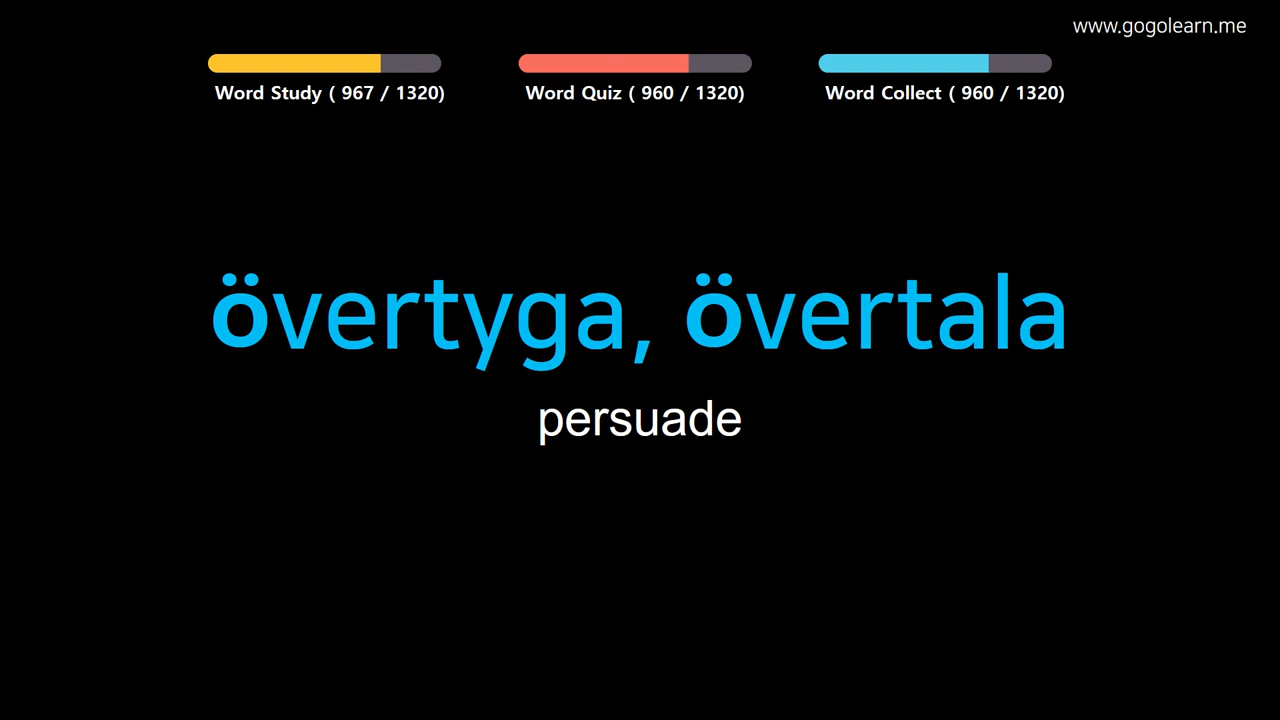 www.gogolearn.me
Word Study ( 967 / 1320)
Word Quiz ( 960 / 1320)
Word Collect ( 960 / 1320)
övertyga, övertala
persuade